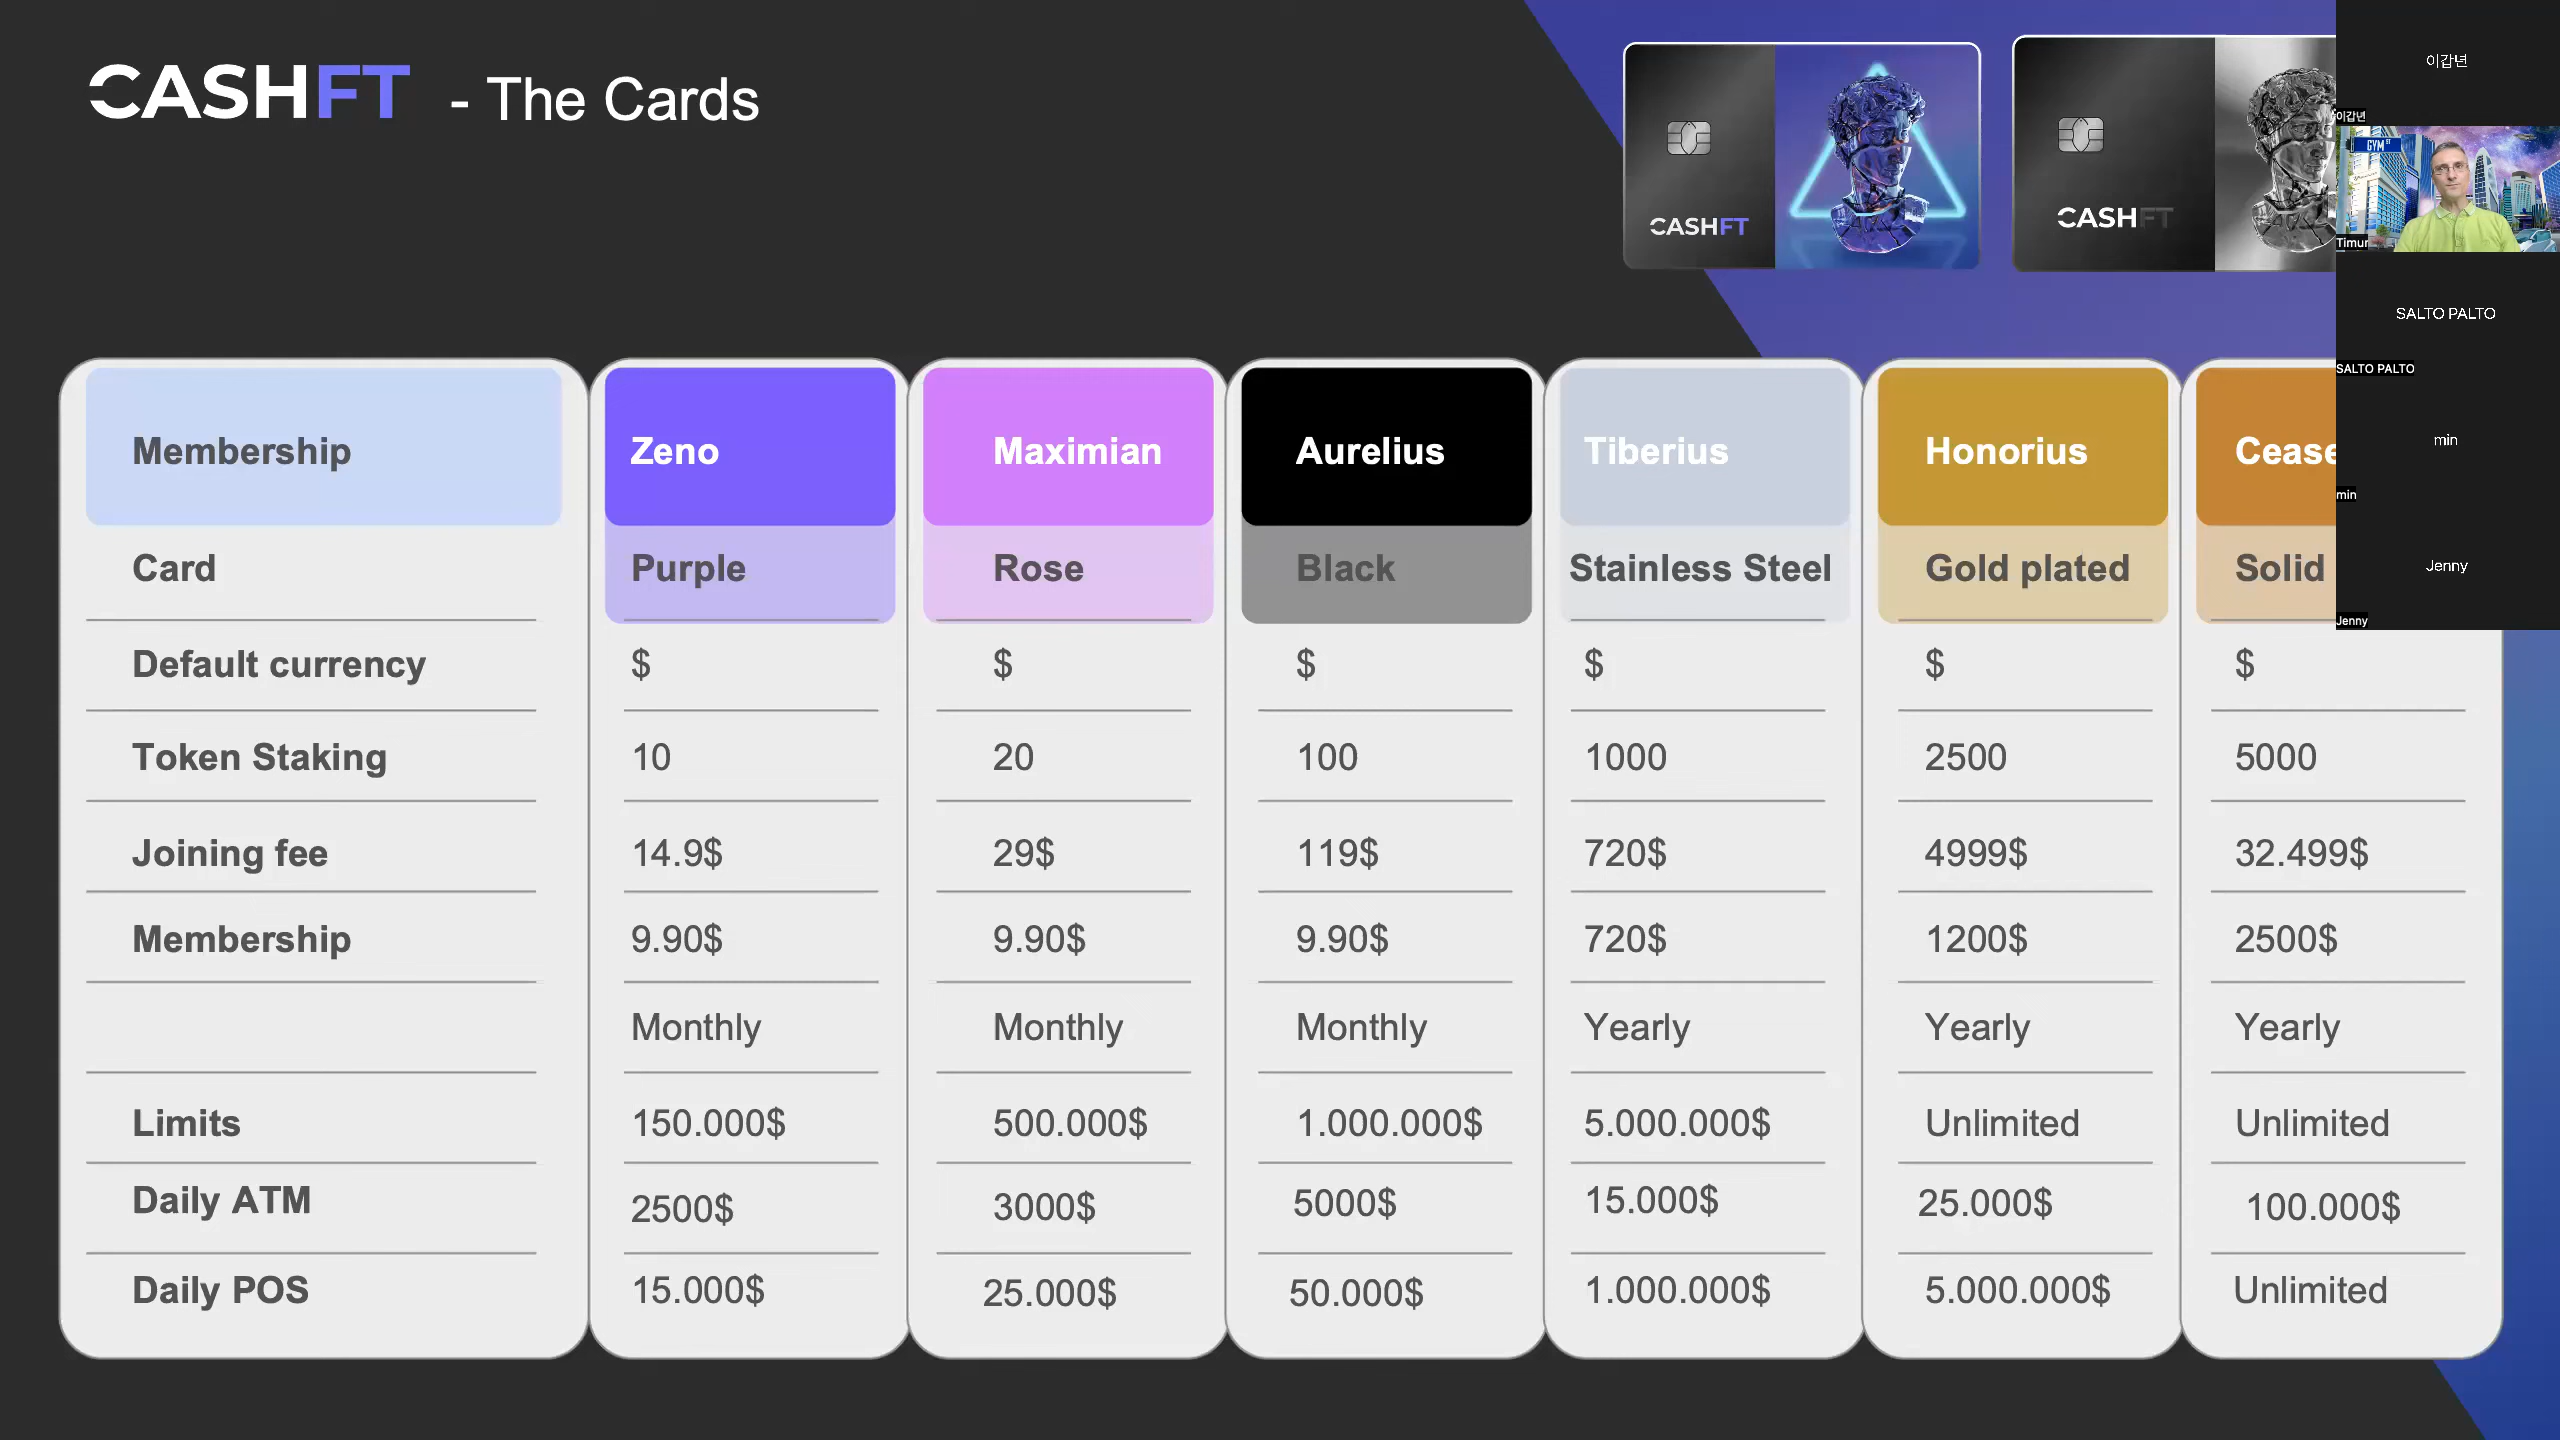 CASHFT - The Cards
CASHFT
CASHFT
이갑년
이갑년
GYM ST
Timur
SALTO PALTO
SALTO PALTO
min
min
Jenny
Jenny
Membership Zeno Maximian Aurelius Tiberius Honorius Cease
Card Purple Rose Black Stainless Steel Gold plated Solid
Default currency $ $ $ $ $ $
Token Staking 10 20 100 1000 2500 5000
Joining fee 14.9$ 29$ 119$ 720$ 4999$ 32.499$
Membership 9.90$ 9.90$ 9.90$ 720$ 1200$ 2500$
Monthly Monthly Monthly Yearly Yearly Yearly
Limits 150.000$ 500.000$ 1.000.000$ 5.000.000$ Unlimited Unlimited
Daily ATM 2500$ 3000$ 5000$ 15.000$ 25.000$ 100.000$
Daily POS 15.000$ 25.000$ 50.000$ 1.000.000$ 5.000.000$ Unlimited